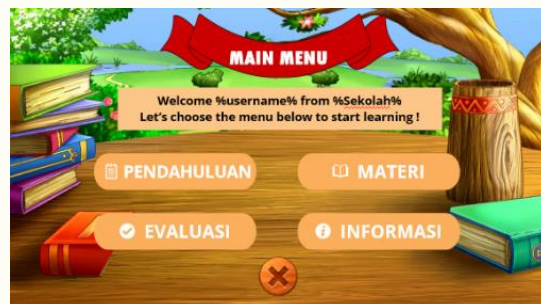 MAIN MENU
Welcome %username% from %Sekolah%
Let's choose the menu below to start learning !
PENDAHULUAN
MATERI
EVALUASI
INFORMASI